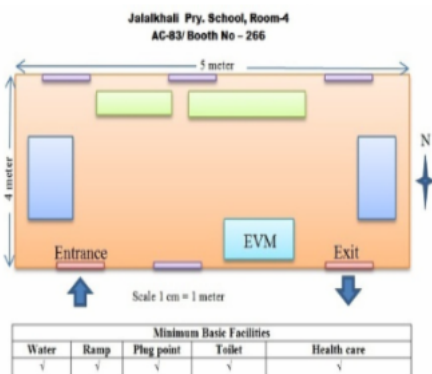 Jalalkhali Pry. School, Room-4
AC-83/ Booth No – 266
5 meter
4 meter
N
EVM
Entrance
Exit
Scale 1 cm = 1 meter
Minimum Basic Facilities
Water Ramp Plug point Toilet Health care
√ √ √ √ √